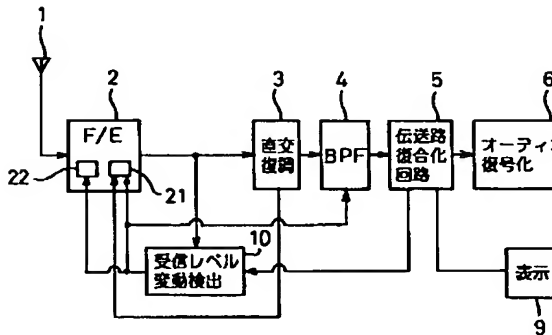 1
2
3
4
5
6
F/E
直交
復調
BPF
伝送路
復合化
回路
オーディオ
復号化
22
21
10
受信レベル
変動検出
表示
9